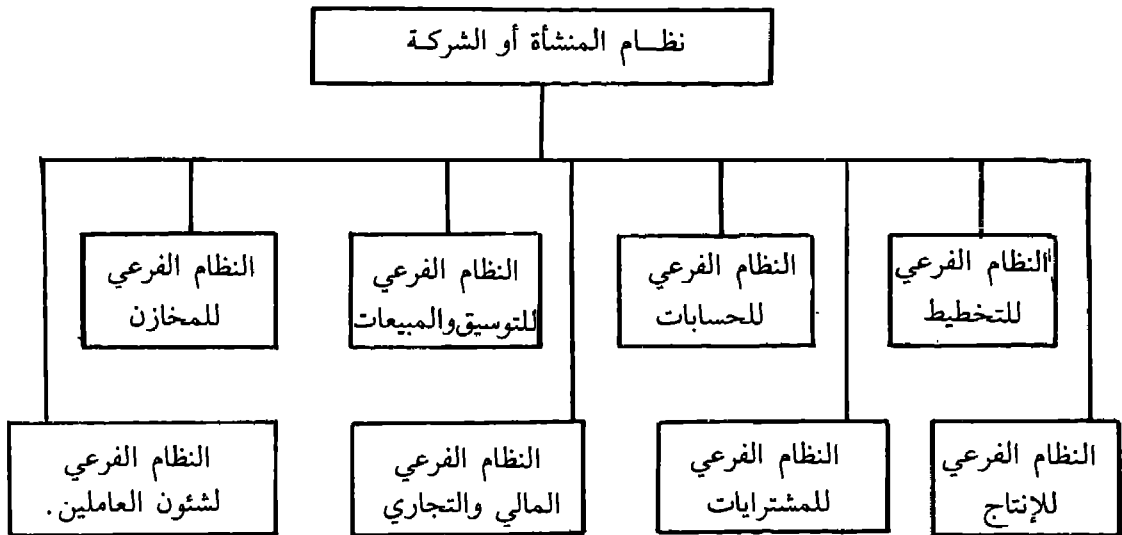 نظــام المنشأة أو الشركـة
النظام الفرعي
للتخطيط
النظام الفرعي
للحسابات
النظام الفرعي
للتوسيق والمبيعات
النظام الفرعي
للمخازن
النظام الفرعي
للإنتاج
النظام الفرعي
للمشترايات
النظام الفرعي
المالي والتجاري
النظام الفرعي
لشئون العاملين.